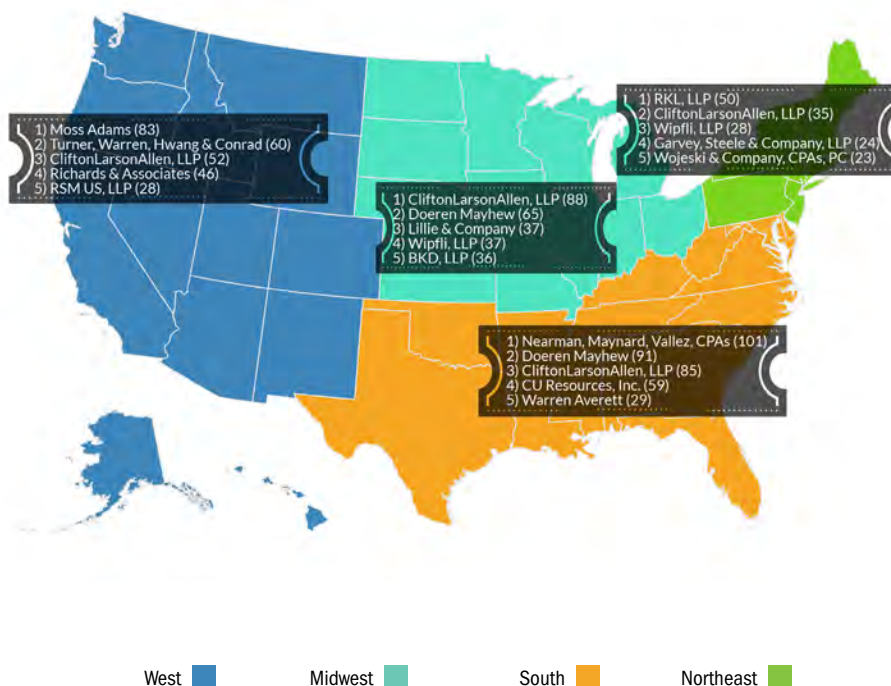 1) Moss Adams (83)
2) Turner, Warren, Hwang & Conrad (60)
3) CliftonLarsonAllen, LLP (52)
4) Richards & Associates (46)
5) RSM US, LLP (28)
1) RKL, LLP (50)
2) CliftonLarsonAllen, LLP (35)
3) Wipfli, LLP (28)
4) Garvey, Steele & Company, LLP (24)
5) Wojeski & Company, CPAs, PC (23)
1) CliftonLarsonAllen, LLP (88)
2) Doeren Mayhew (65)
3) Lillie & Company (37)
4) Wipfli, LLP (37)
5) BKD, LLP (36)
1) Nearman, Maynard, Vallez, CPAs (101)
2) Doeren Mayhew (91)
3) CliftonLarsonAllen, LLP (85)
4) CU Resources, Inc. (59)
5) Warren Averett (29)
West Midwest South Northeast